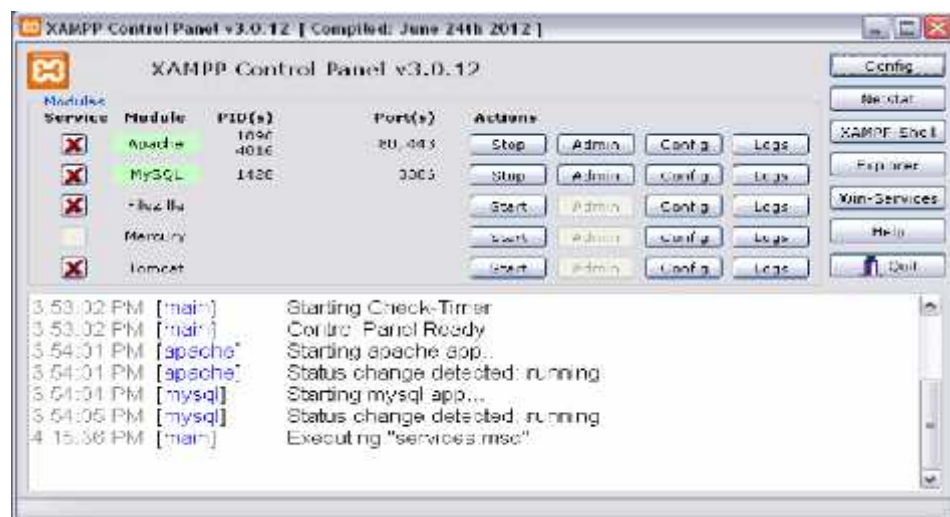 XAMPP Control Panel v3.0.12 [ Compiled: June 24th 2012 ]
XAMPP Control Panel v3.0.12
Config
Modules
Netstat
Service Module PID(s) Port(s) Actions
XAMPP Shell
Apache 4016 80, 443 Stop Admin Config Logs
Explorer
MySQL Stop Admin Config Logs
Win-Services
FileZilla Start Admin Config Logs
Help
Mercury Start Admin Config Logs
Tomcat Start Admin Config Logs
Quit
3:53:02 PM [main] Starting Check-Timer
3:53:02 PM [main] Control Panel Ready
3:54:01 PM [apache] Starting apache app...
3:54:01 PM [apache] Status change detected: running
3:54:04 PM [mysql] Starting mysql app...
3:54:05 PM [mysql] Status change detected: running
4:15:36 PM [main] Executing "services.msc"